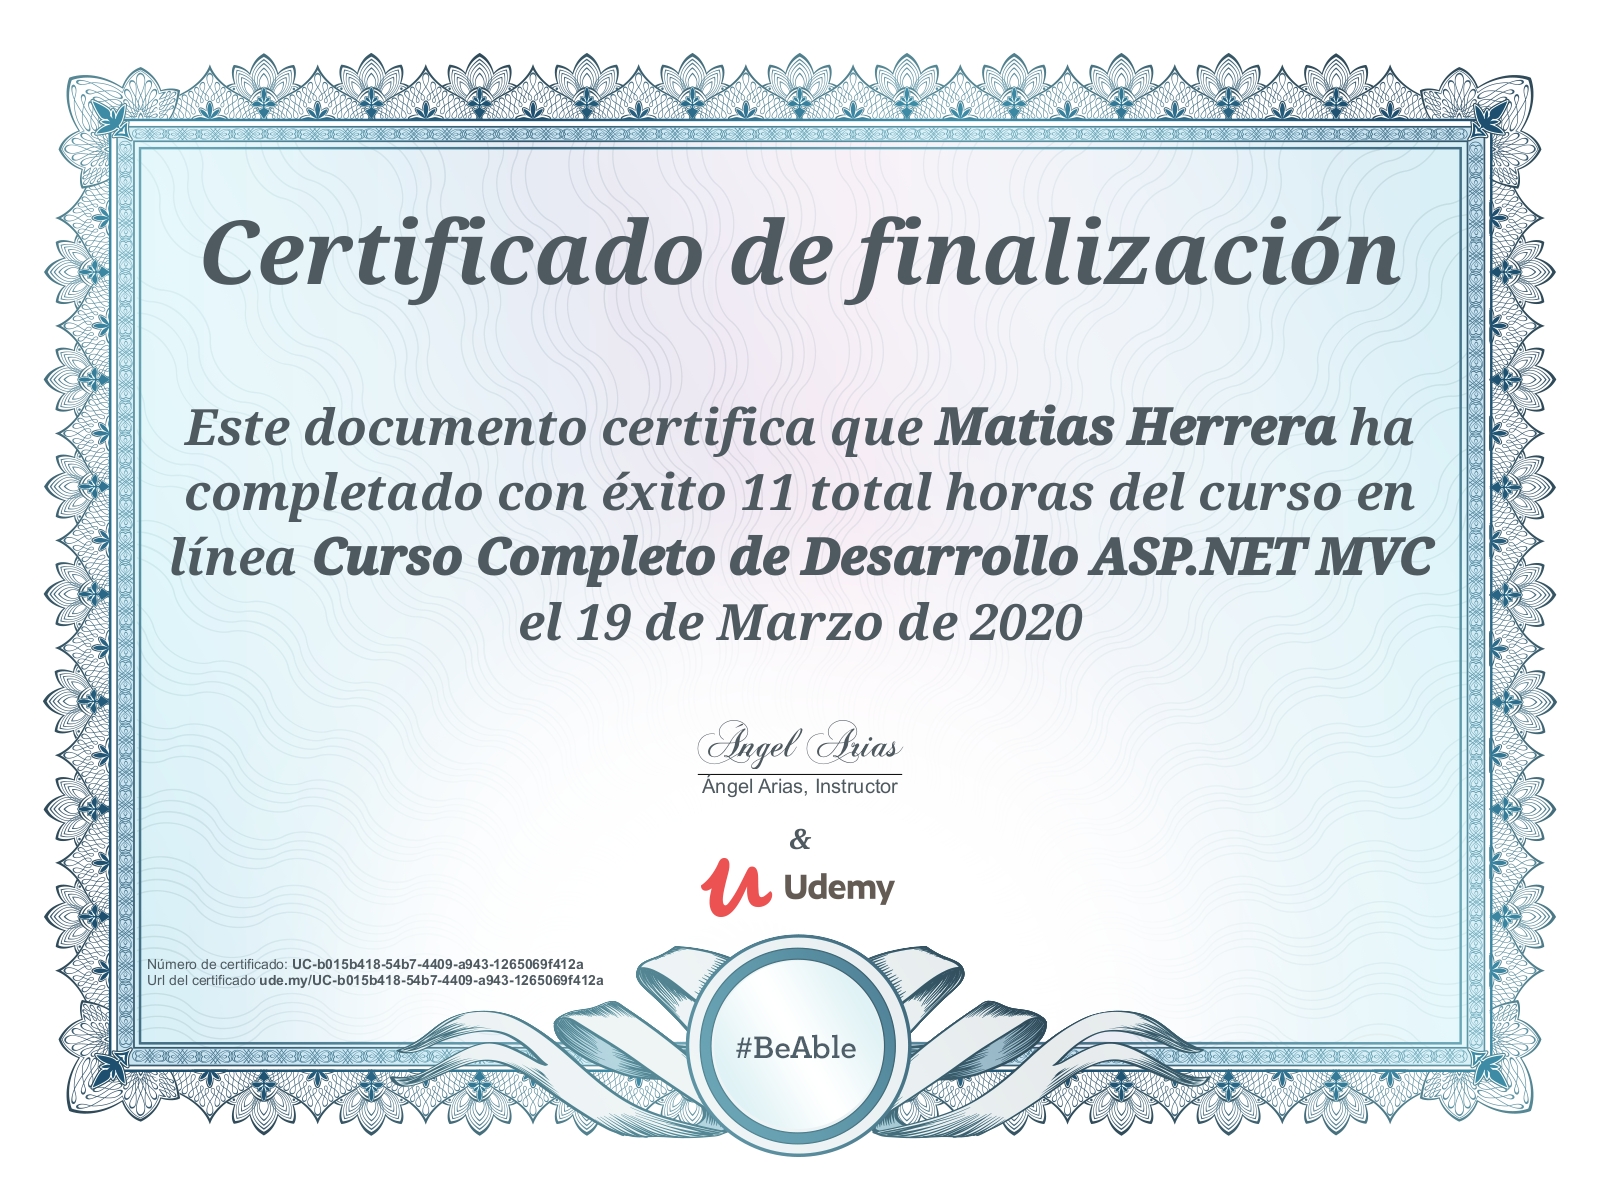 Certificado de finalización
Este documento certifica que Matias Herrera ha
completado con éxito 11 total horas del curso en
línea Curso Completo de Desarrollo ASP.NET MVC
el 19 de Marzo de 2020
Ángel Arias
Ángel Arias, Instructor
&
Udemy
Número de certificado: UC-b015b418-54b7-4409-a943-1265069f412a
Url del certificado ude.my/UC-b015b418-54b7-4409-a943-1265069f412a
#BeAble